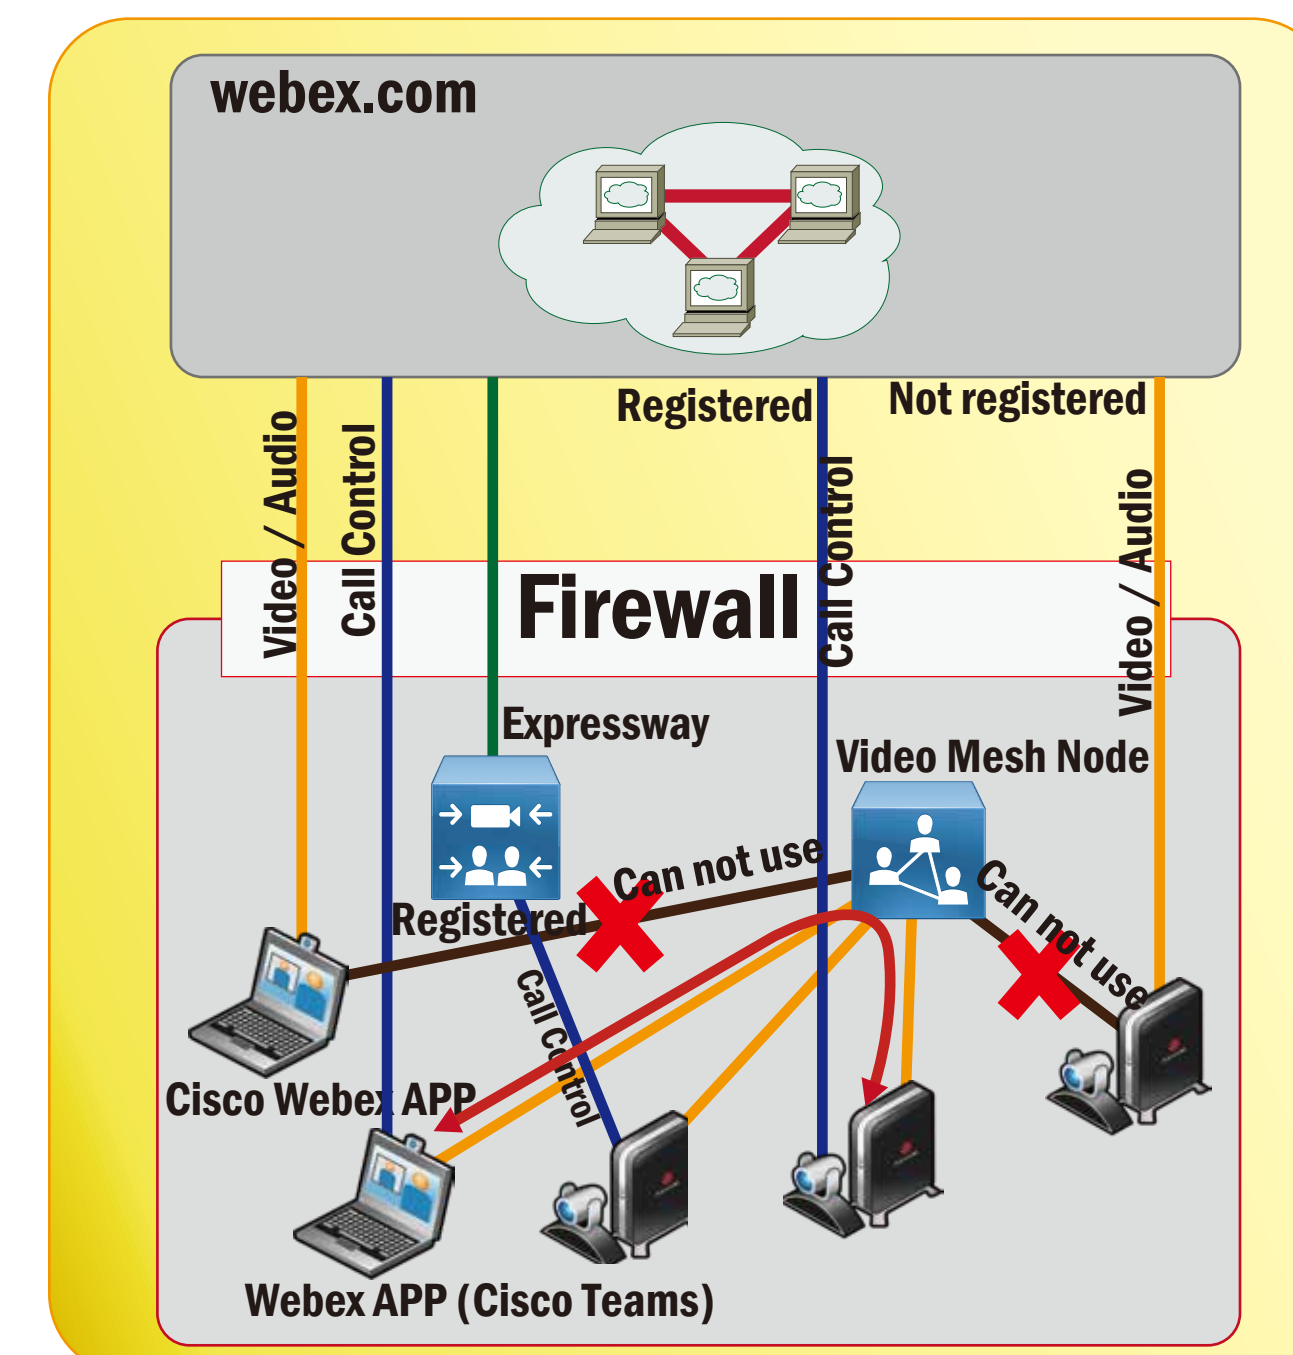 webex.com
Registered
Not registered
Video / Audio
Call Control
Call Control
Video / Audio
Firewall
Expressway
Video Mesh Node
Can not use
Can not use
Registered
Call Control
Cisco Webex APP
Webex APP (Cisco Teams)